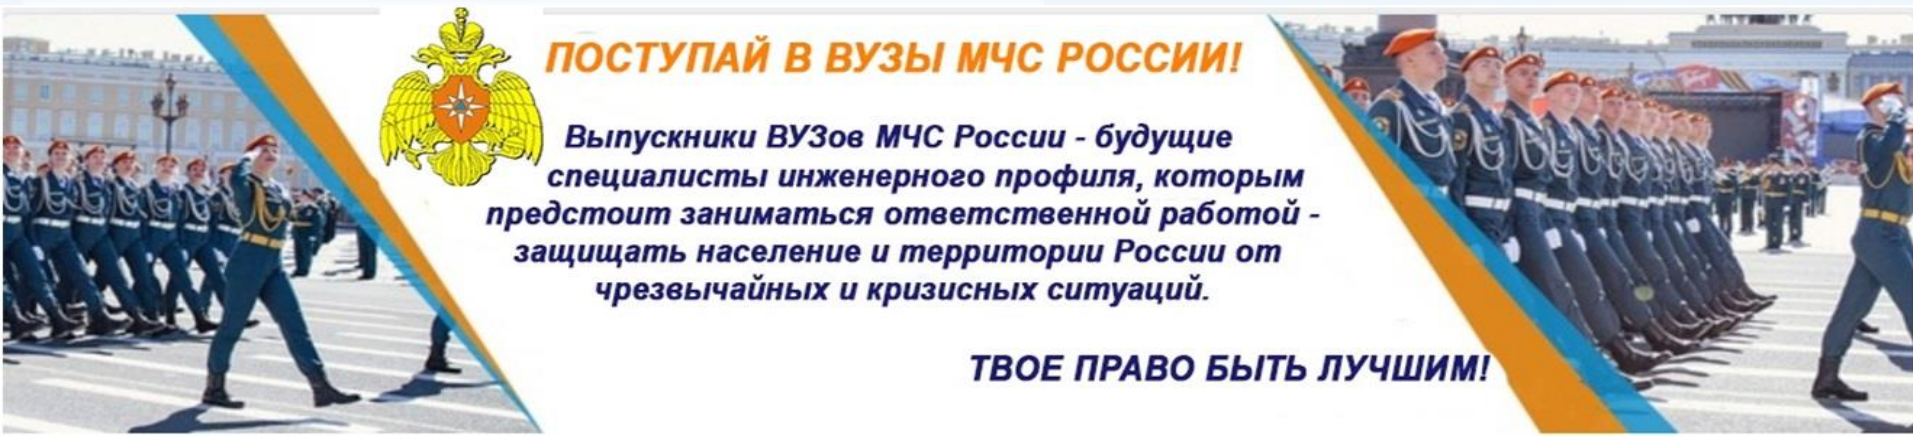 ПОСТУПАЙ В ВУЗЫ МЧС РОССИИ!
Выпускники ВУЗов МЧС России - будущие
специалисты инженерного профиля, которым
предстоит заниматься ответственной работой -
защищать население и территории России от
чрезвычайных и кризисных ситуаций.
ТВОЕ ПРАВО БЫТЬ ЛУЧШИМ!